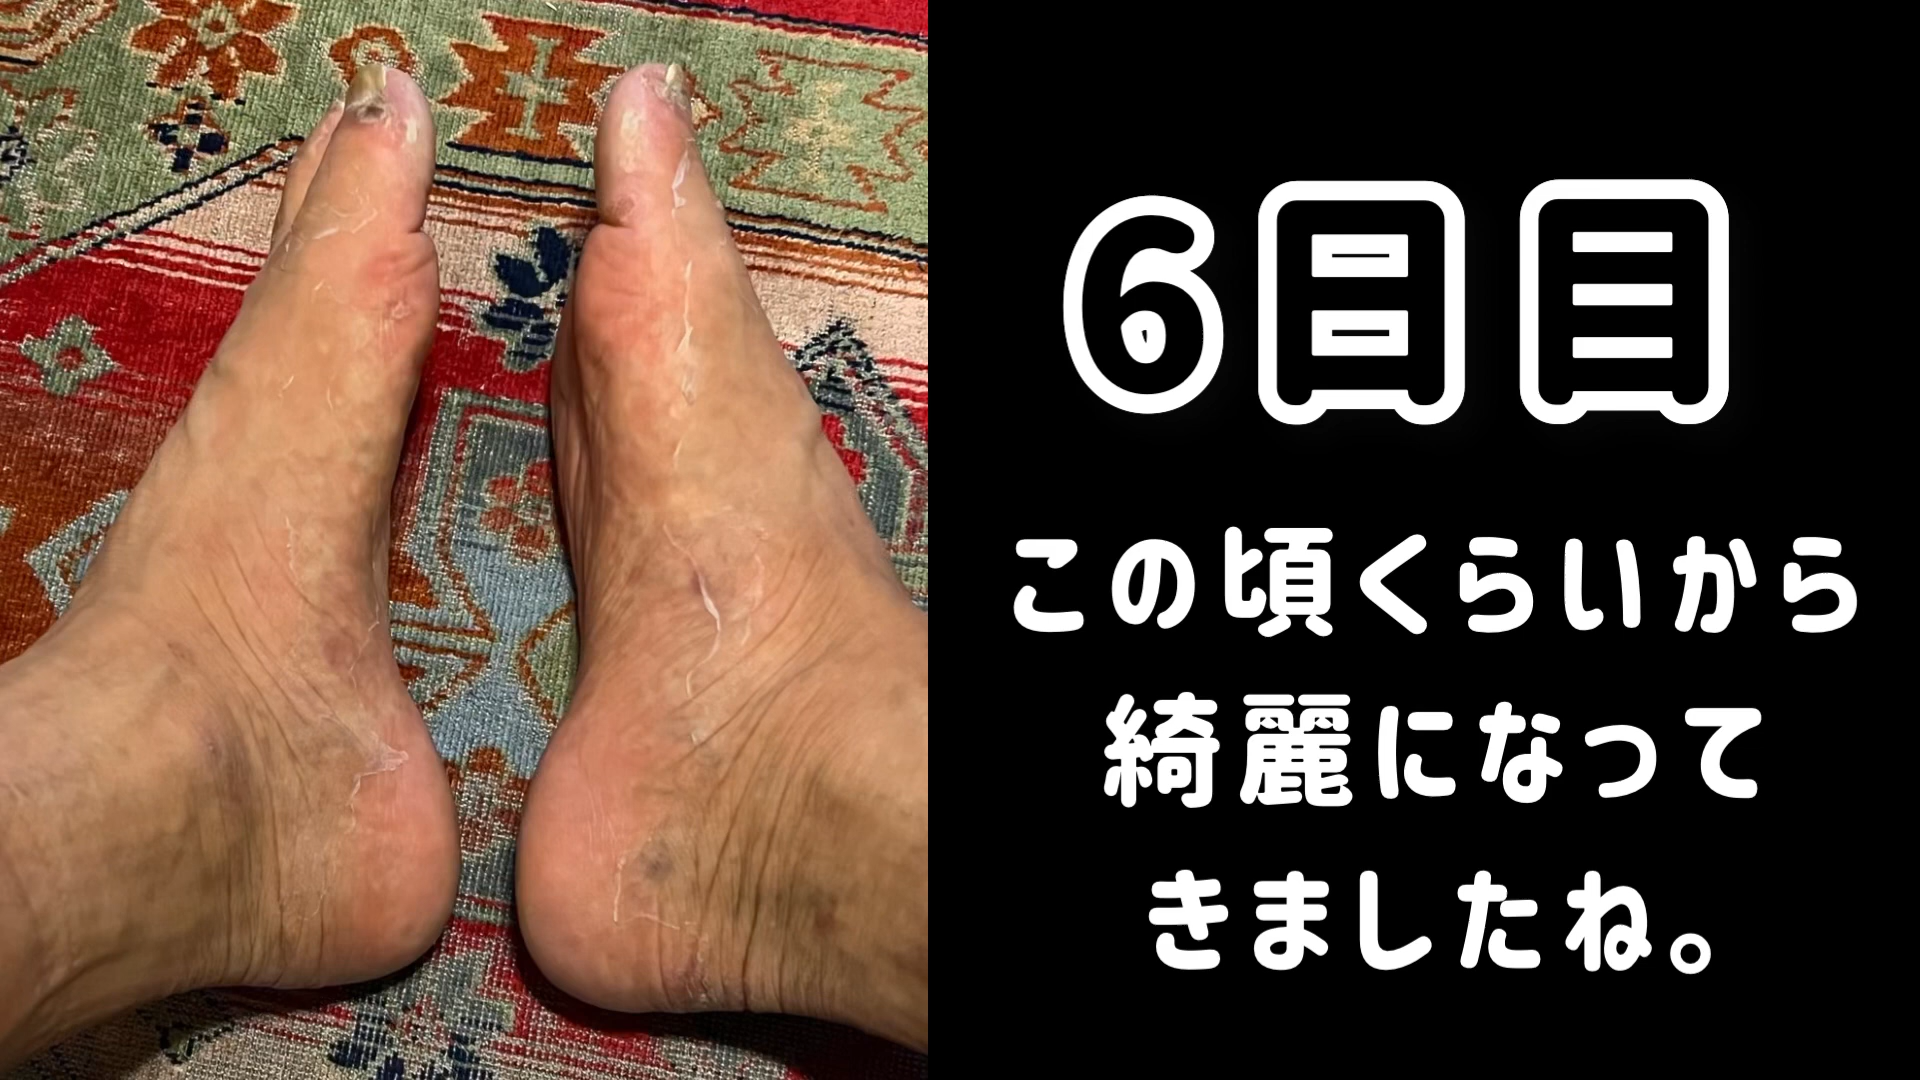 6日目
この頃くらいから
綺麗になって
きましたね。